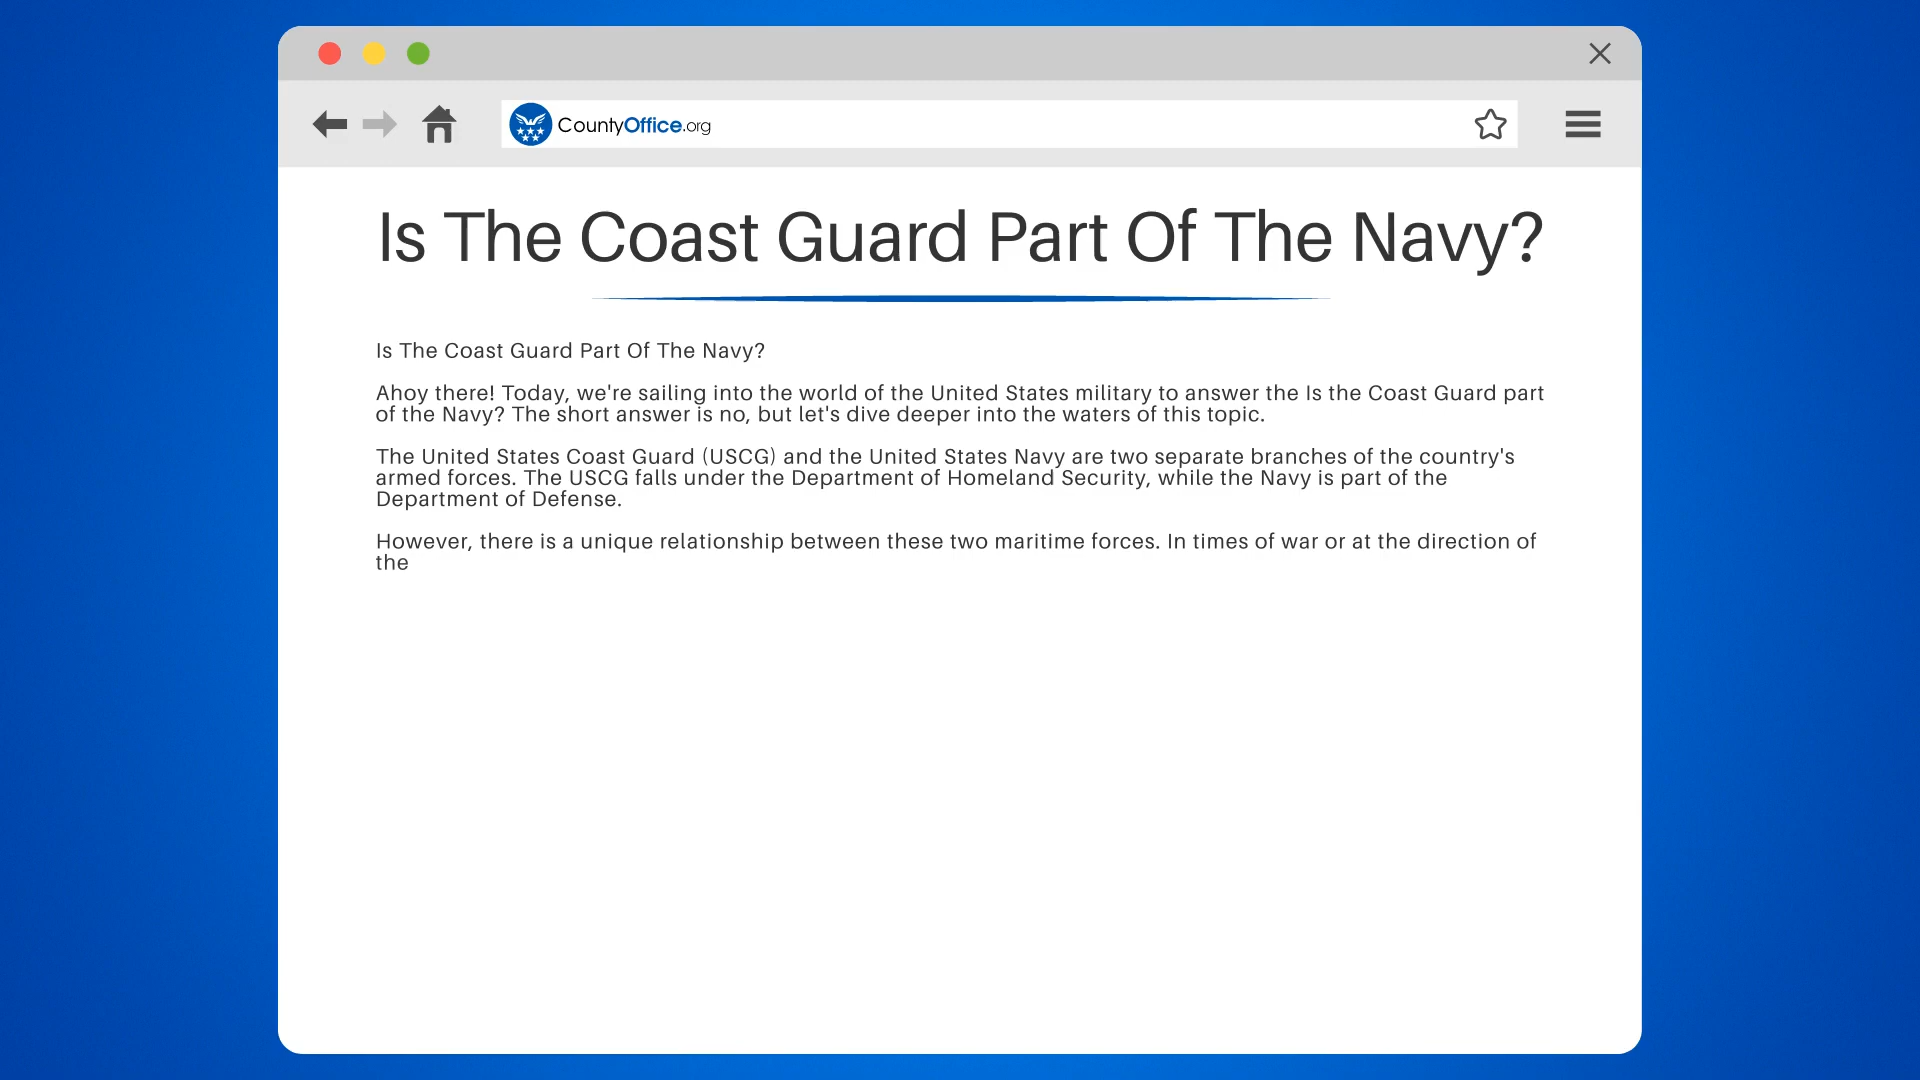 CountyOffice.org
Is The Coast Guard Part Of The Navy?
Is The Coast Guard Part Of The Navy?
Ahoy there! Today, we're sailing into the world of the United States military to answer the Is the Coast Guard part
of the Navy? The short answer is no, but let's dive deeper into the waters of this topic.
The United States Coast Guard (USCG) and the United States Navy are two separate branches of the country's
armed forces. The USCG falls under the Department of Homeland Security, while the Navy is part of the
Department of Defense.
However, there is a unique relationship between these two maritime forces. In times of war or at the direction of
the